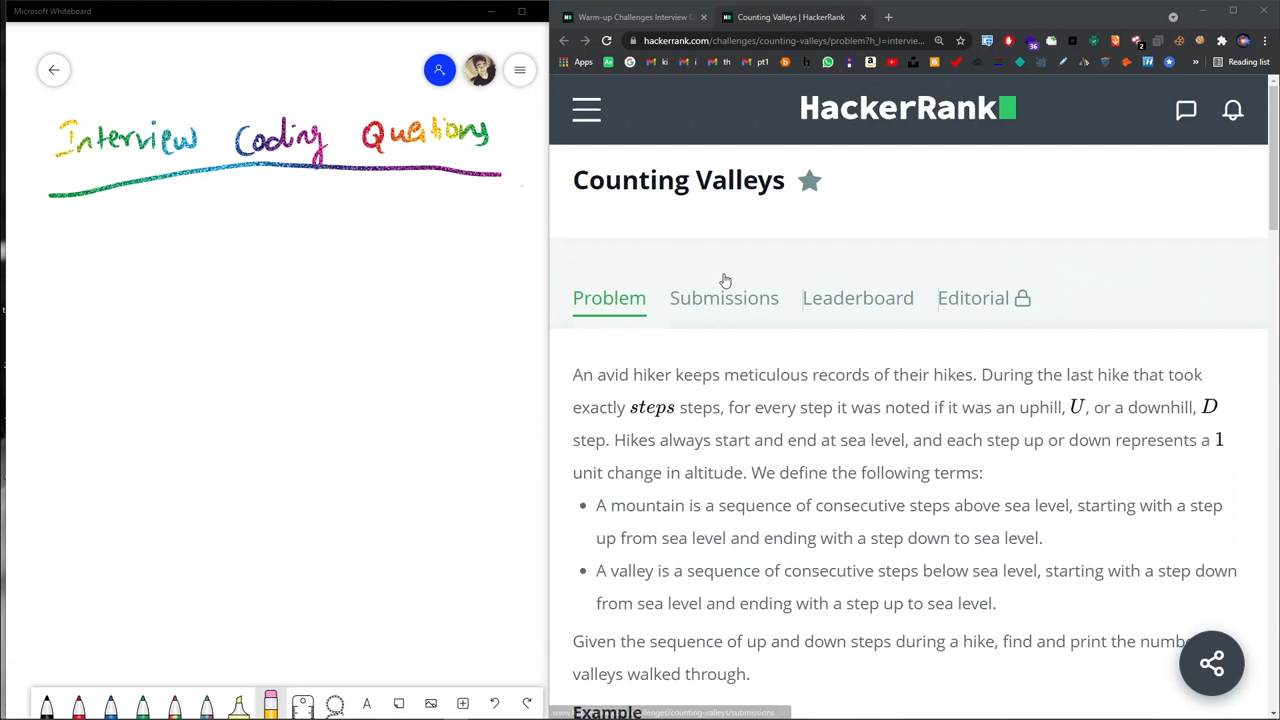 Microsoft Whiteboard
Interview Coding Quetions
Warm-up Challenges Interview
Counting Valleys | HackerRank
hackerrank.com/challenges/counting-valleys/problem?h_l=intervie...
36
2
Apps
ki
i
th
pt1
»
Reading list
HackerRank
Counting Valleys
Problem Submissions Leaderboard Editorial
An avid hiker keeps meticulous records of their hikes. During the last hike that took
exactly steps steps, for every step it was noted if it was an uphill, U, or a downhill, D
step. Hikes always start and end at sea level, and each step up or down represents a 1
unit change in altitude. We define the following terms:
• A mountain is a sequence of consecutive steps above sea level, starting with a step
up from sea level and ending with a step down to sea level.
• A valley is a sequence of consecutive steps below sea level, starting with a step down
from sea level and ending with a step up to sea level.
Given the sequence of up and down steps during a hike, find and print the numb
valleys walked through.
Example